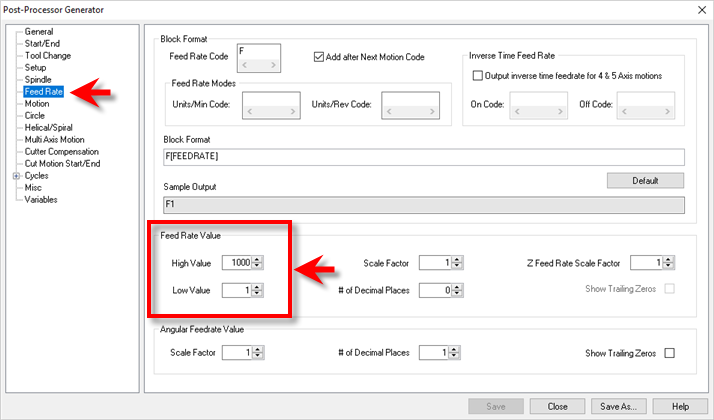 Post-Processor Generator
General
Start/End
Tool Change
Setup
Spindle
Feed Rate
Motion
Circle
Helical/Spiral
Multi Axis Motion
Cutter Compensation
Cut Motion Start/End
Cycles
Misc
Variables
Block Format
Feed Rate Code F
Add after Next Motion Code
Inverse Time Feed Rate
Output inverse time feedrate for 4 & 5 Axis motions
Feed Rate Modes
Units/Min Code: Units/Rev Code:
On Code: Off Code:
Block Format
F[FEEDRATE]
Default
Sample Output
F1
Feed Rate Value
High Value 1000 Scale Factor 1 Z Feed Rate Scale Factor 1
Low Value 1 # of Decimal Places 0 Show Trailing Zeros
Angular Feedrate Value
Scale Factor 1 # of Decimal Places 1 Show Trailing Zeros
Save Close Save As... Help